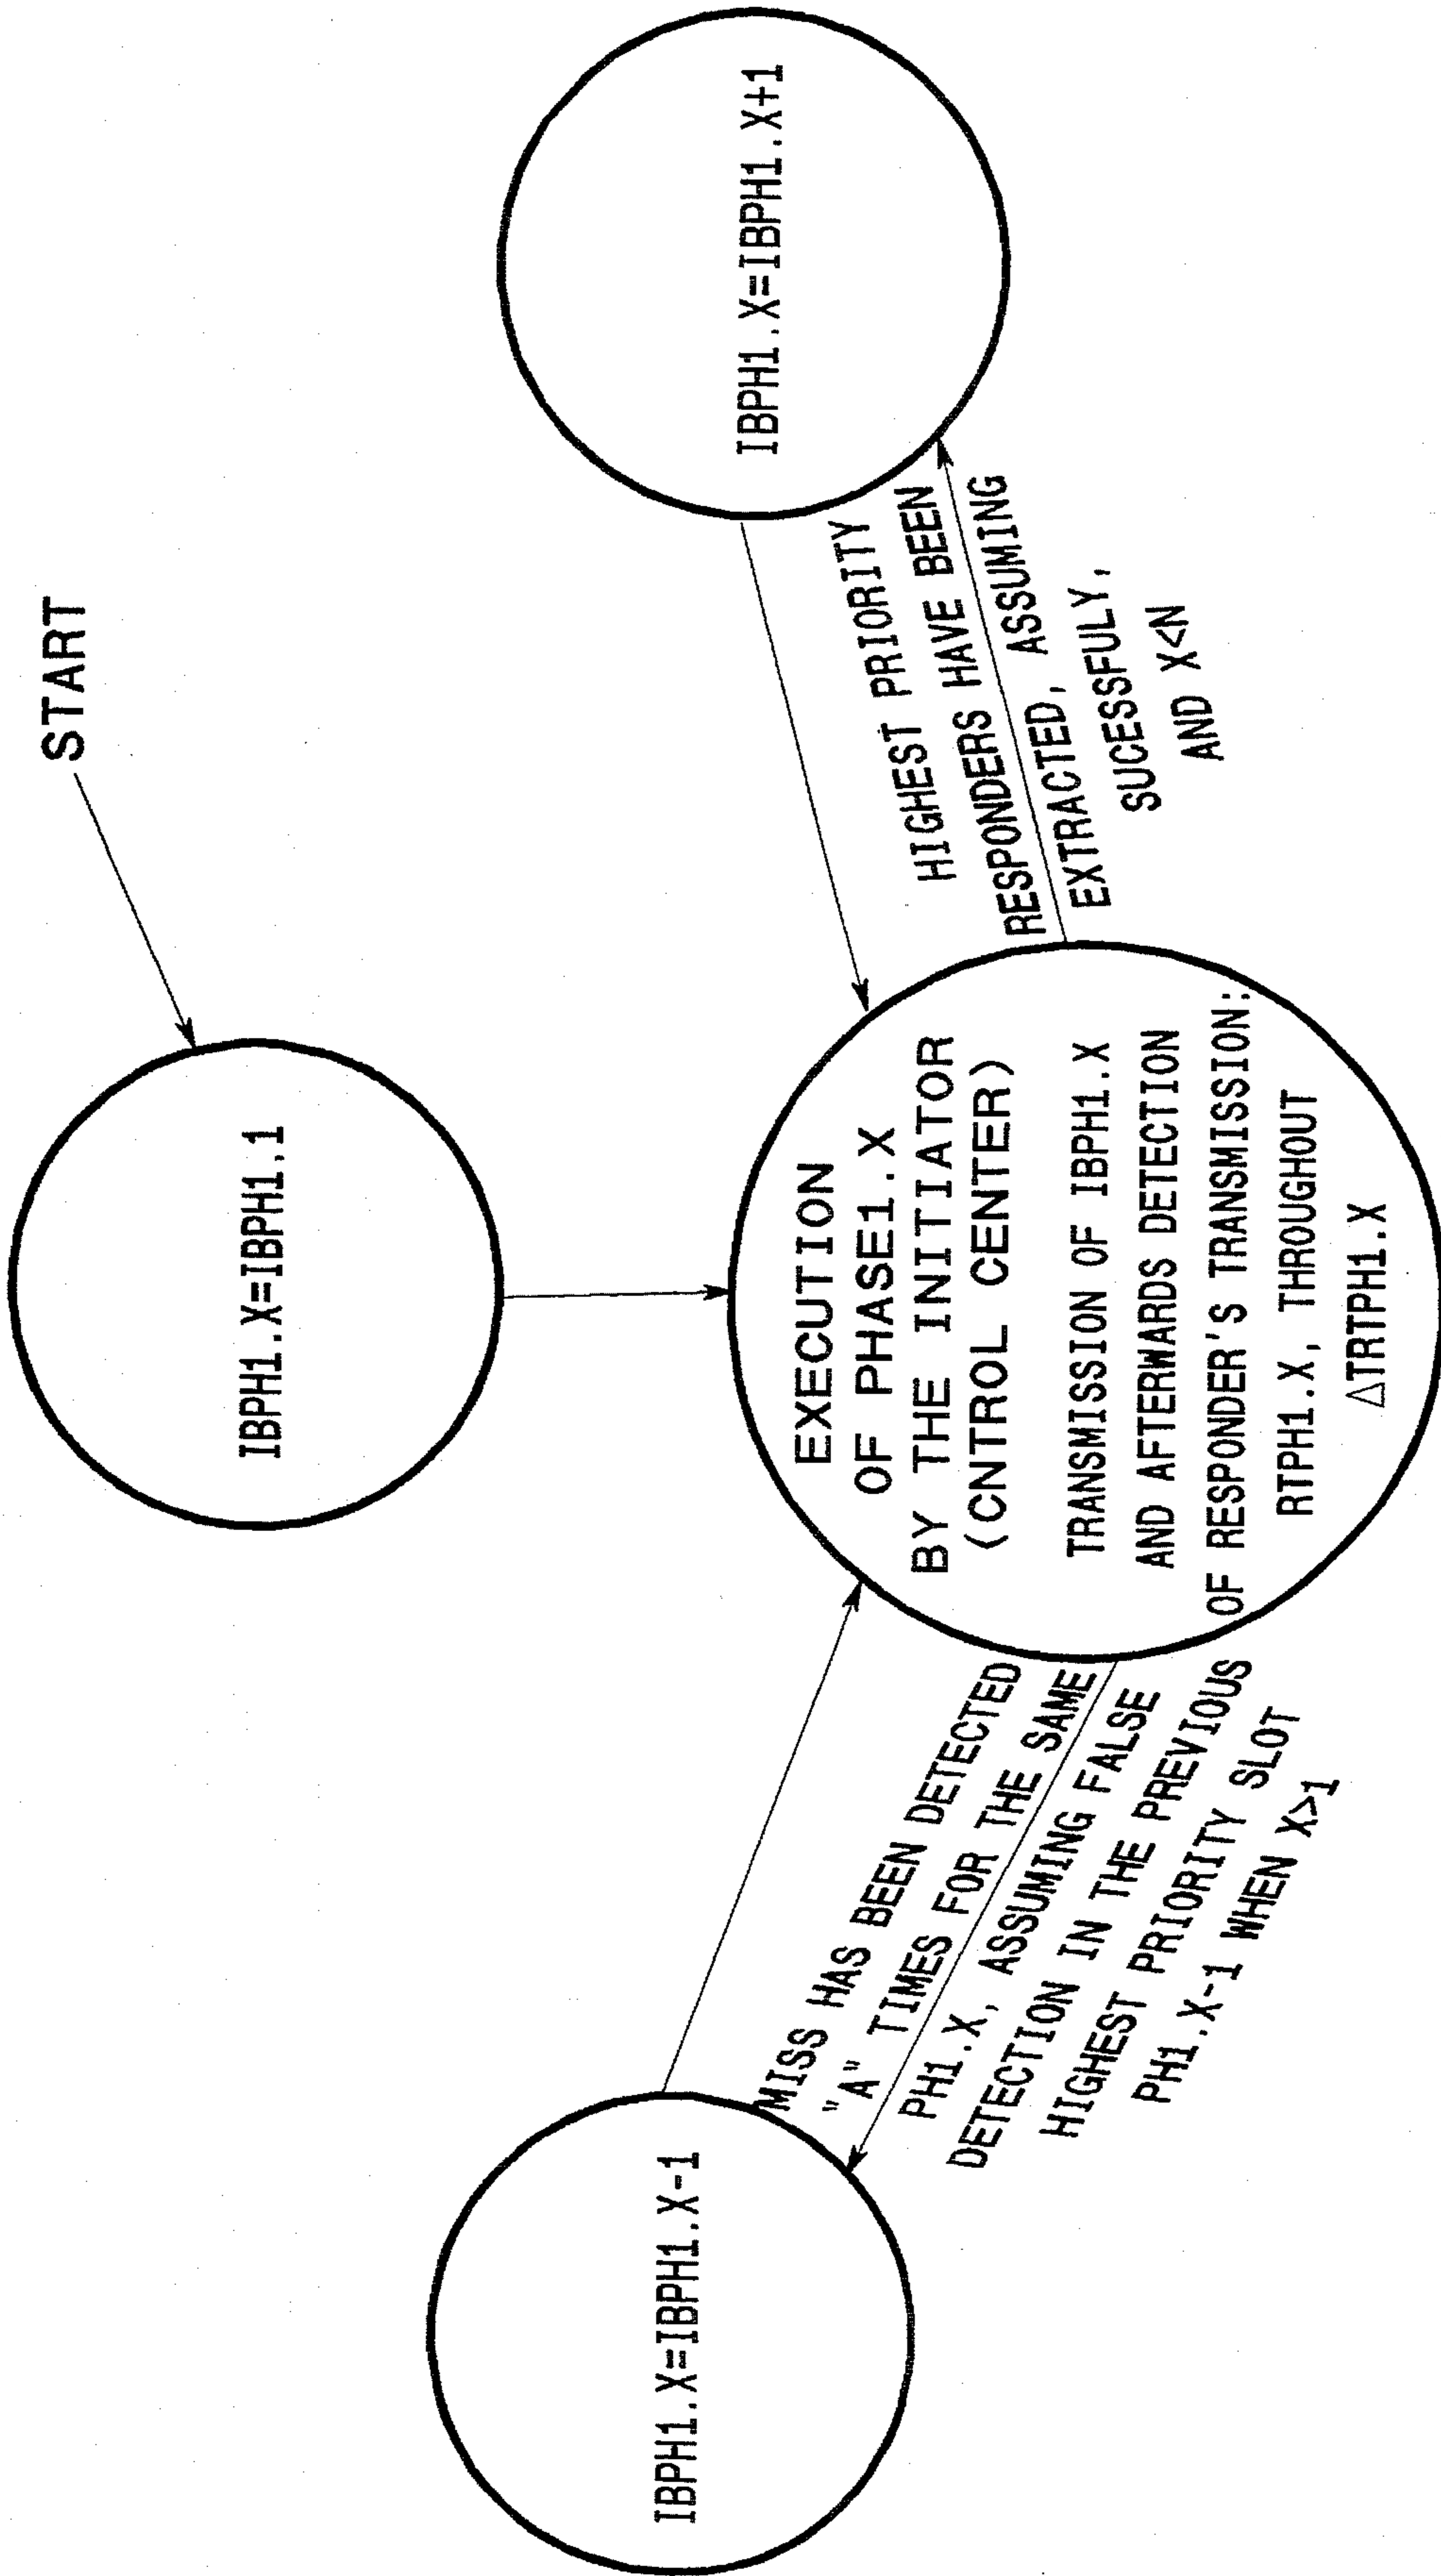 START
IBPH1.X=IBPH1.1
IBPH1.X=IBPH1.X-1
IBPH1.X=IBPH1.X+1
MISS HAS BEEN DETECTED
"A" TIMES FOR THE SAME
PH1.X, ASSUMING FALSE
DETECTION IN THE PREVIOUS
HIGHEST PRIORITY SLOT
PH1.X-1 WHEN X>1
EXECUTION
OF PHASE1.X
BY THE INITIATOR
(CNTROL CENTER)
TRANSMISSION OF IBPH1.X
AND AFTERWARDS DETECTION
OF RESPONDER'S TRANSMISSION:
RTPH1.X, THROUGHOUT
△TRTPH1.X
HIGHEST PRIORITY
RESPONDERS HAVE BEEN
EXTRACTED, ASSUMING
SUCESSFULY,
AND X<N